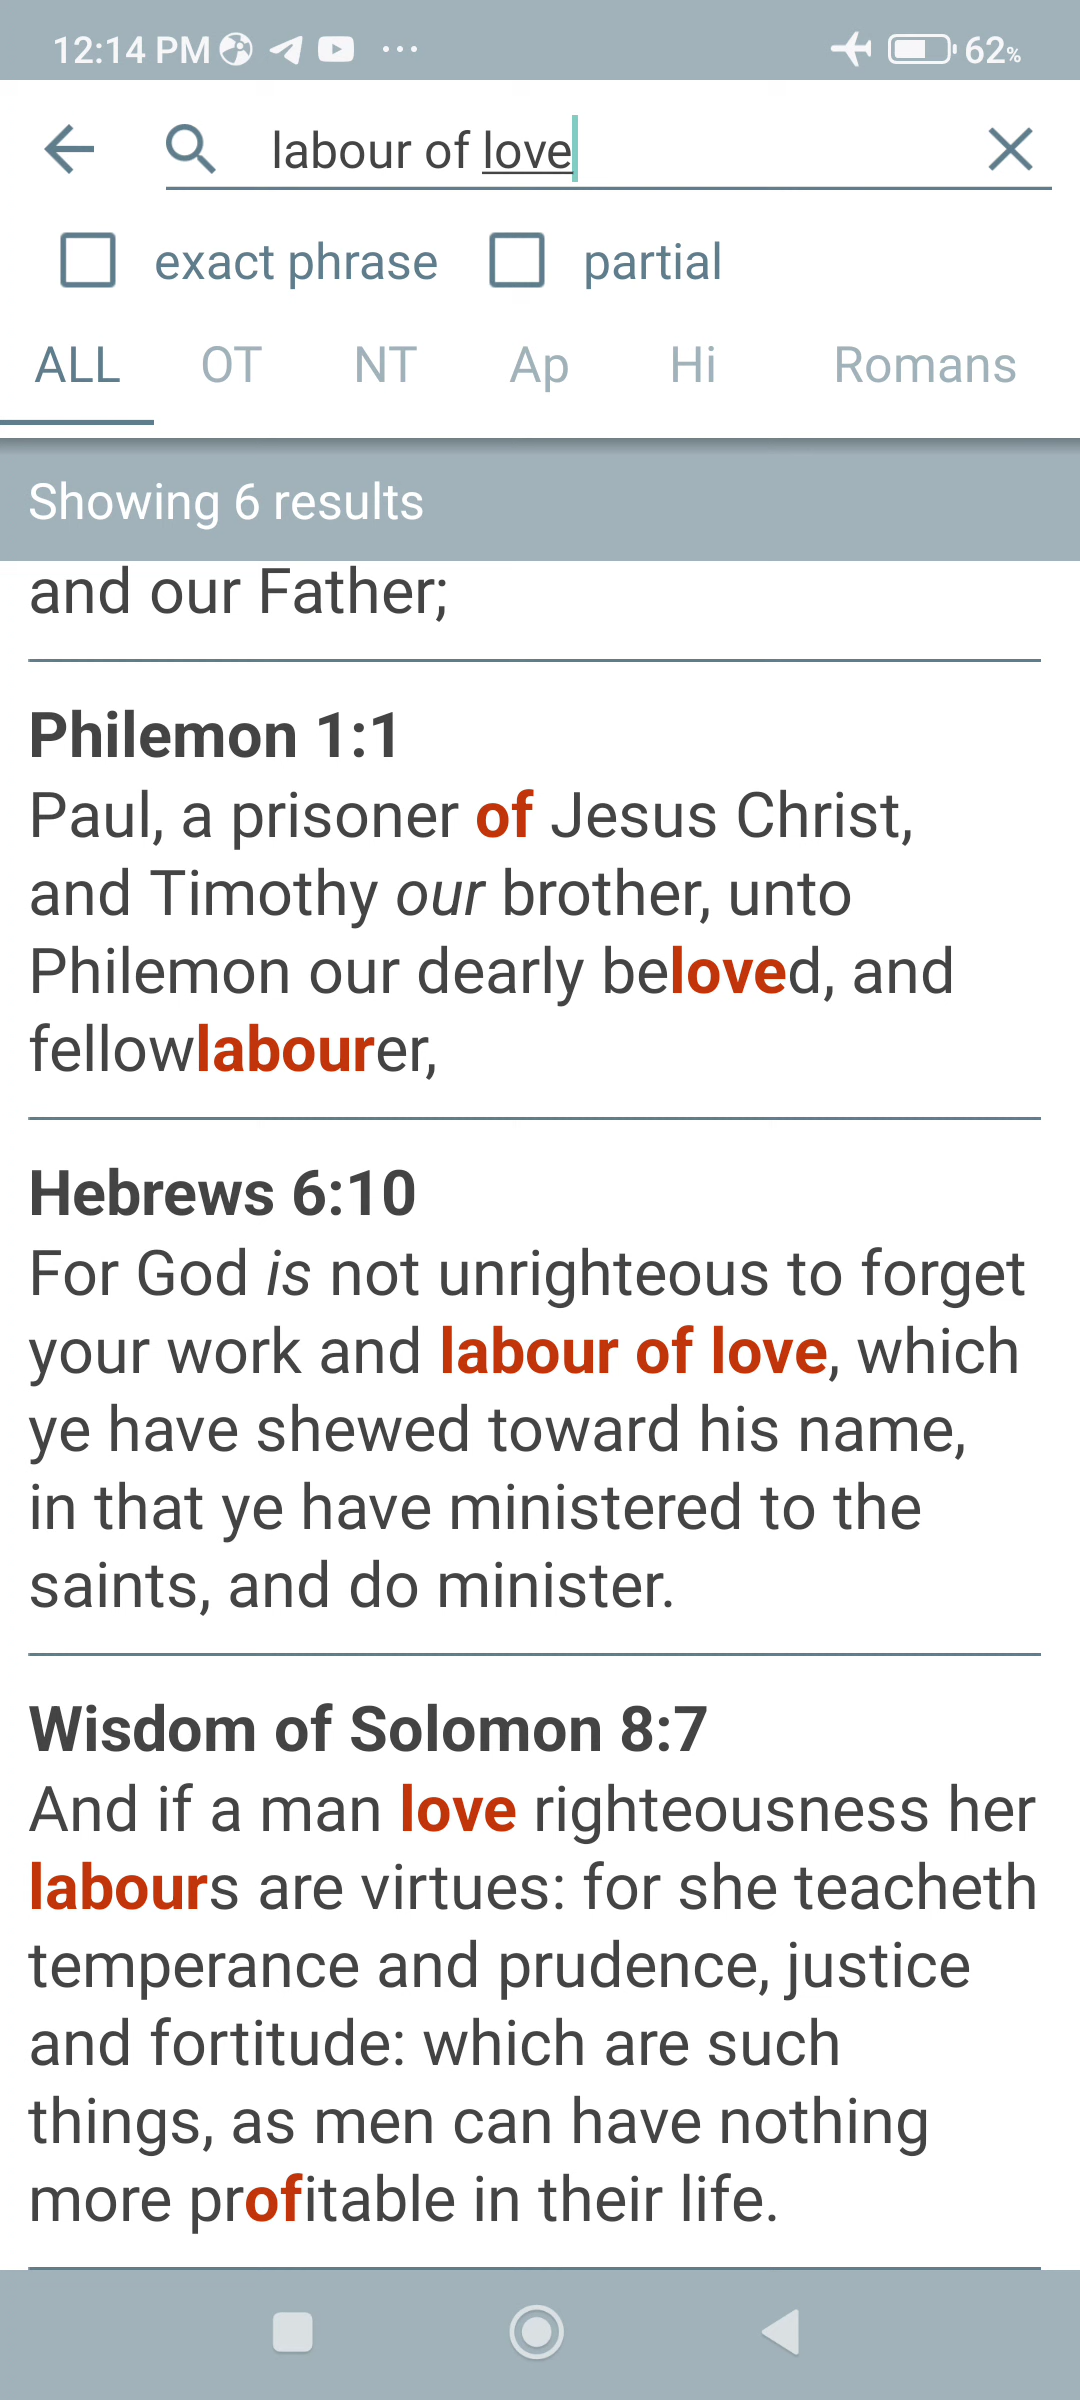 12:14 PM ... 62%
labour of love
exact phrase partial
ALL OT NT Ap Hi Romans
Showing 6 results
and our Father;
Philemon 1:1
Paul, a prisoner of Jesus Christ,
and Timothy our brother, unto
Philemon our dearly beloved, and
fellowlabourer,
Hebrews 6:10
For God is not unrighteous to forget
your work and labour of love, which
ye have shewed toward his name,
in that ye have ministered to the
saints, and do minister.
Wisdom of Solomon 8:7
And if a man love righteousness her
labours are virtues: for she teacheth
temperance and prudence, justice
and fortitude: which are such
things, as men can have nothing
more profitable in their life.